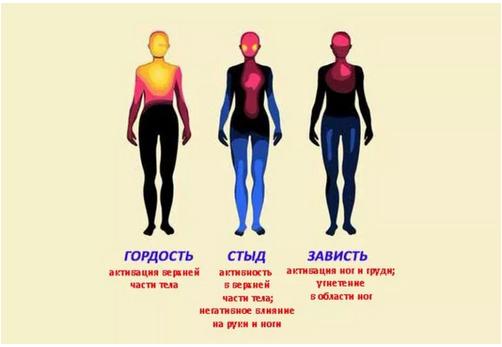 ГОРДОСТЬ
активация верхней
части тела
СТЫД
активность
в верхней
части тела;
негативное влияние
на руки и ноги
ЗАВИСТЬ
активация ног и груди;
угнетение
в области ног